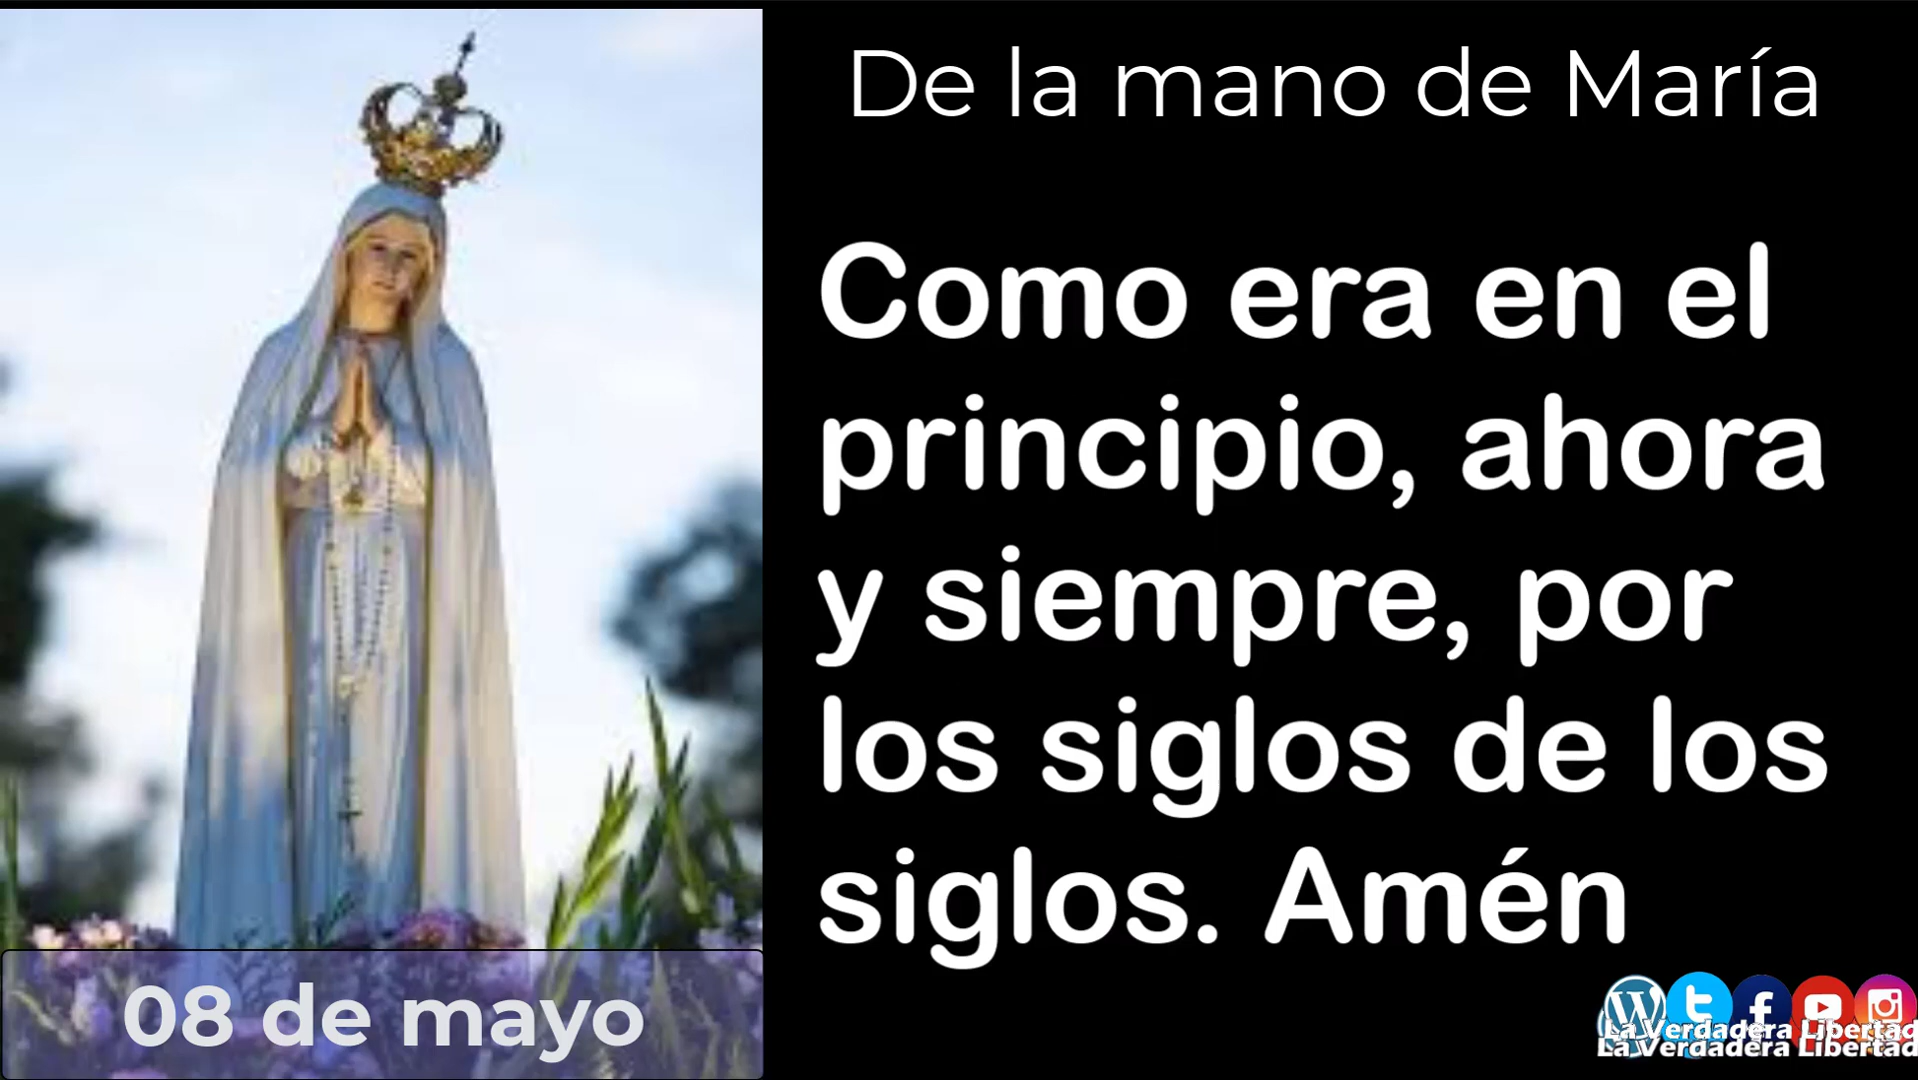 De la mano de María
Como era en el
principio, ahora
y siempre, por
los siglos de los
siglos. Amén
08 de mayo
La Verdadera Libertad
La Verdadera Libertad